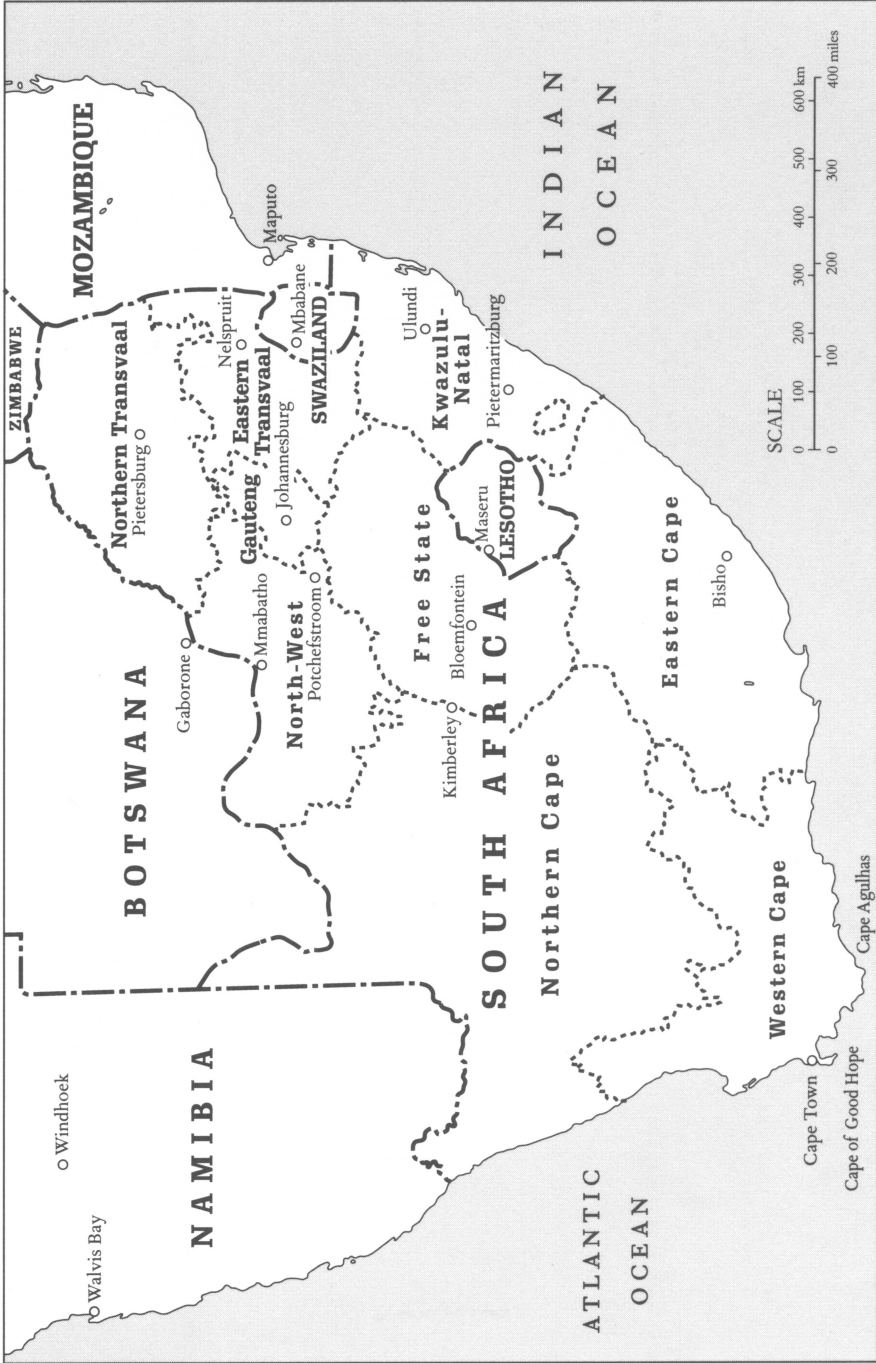 ZIMBABWE
MOZAMBIQUE
Windhoek
Walvis Bay
NAMIBIA
BOTSWANA
Gaborone
Northern Transvaal
Pietersburg
Nelspruit
Maputo
Mmabatho
Gauteng
Eastern
Transvaal
Johannesburg
Mbabane
SWAZILAND
North-West
Potchefstroom
Free State
Ulundi
Kwazulu-
Natal
Kimberley
Bloemfontein
Maseru
LESOTHO
Pietermaritzburg
SOUTH AFRICA
Northern Cape
INDIAN
OCEAN
Eastern Cape
Bisho
ATLANTIC
OCEAN
Western Cape
Cape Town
Cape of Good Hope
Cape Agulhas
SCALE
0 100 200 300 400 500 600 km
0 100 200 300 400 miles